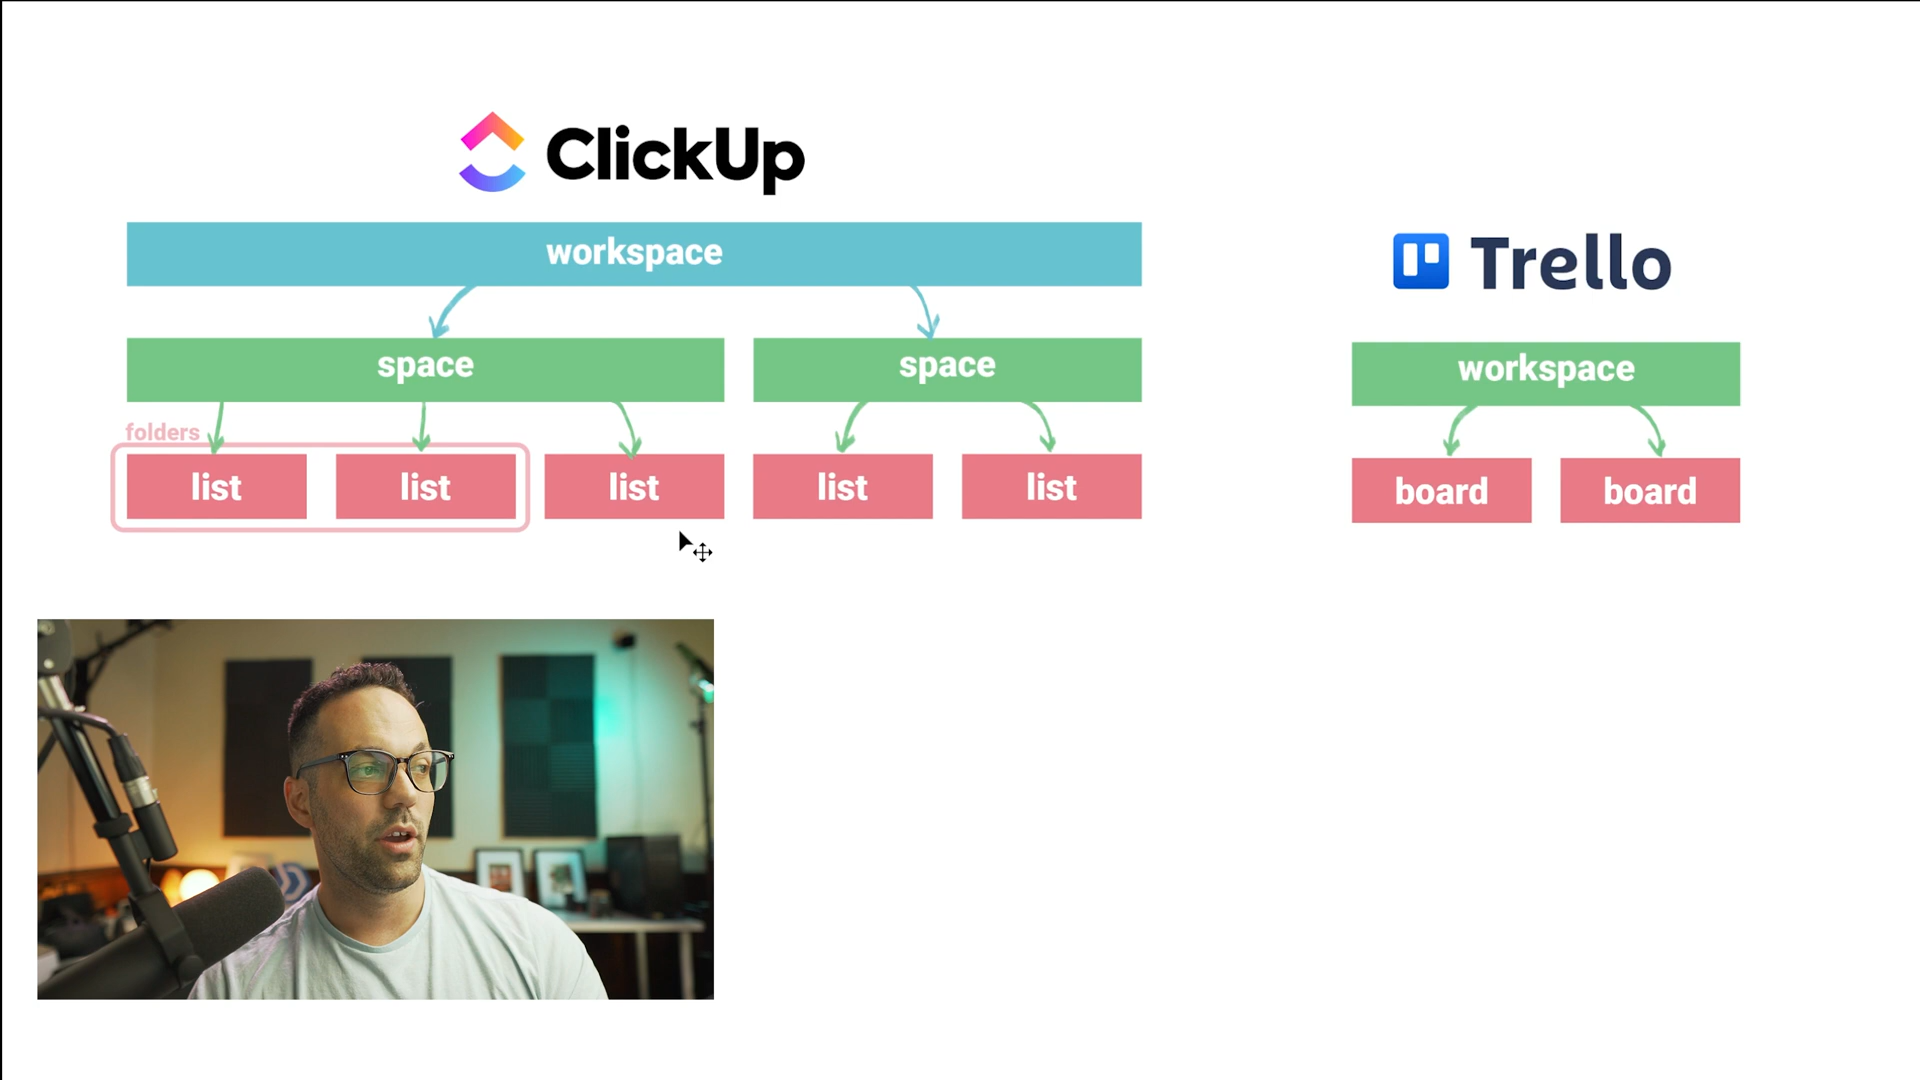 ClickUp
workspace
space space
folders
list list list list list
Trello
workspace
board board